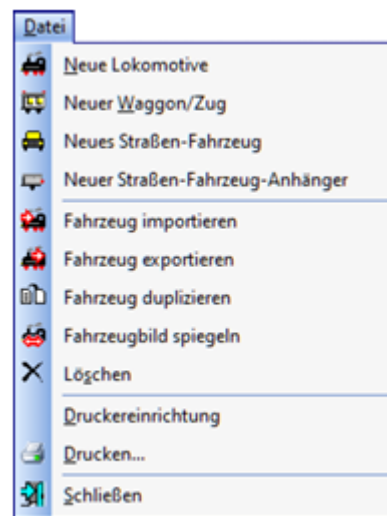 Datei
Neue Lokomotive
Neuer Waggon/Zug
Neues Straßen-Fahrzeug
Neuer Straßen-Fahrzeug-Anhänger
Fahrzeug importieren
Fahrzeug exportieren
Fahrzeug duplizieren
Fahrzeugbild spiegeln
Löschen
Druckereinrichtung
Drucken...
Schließen